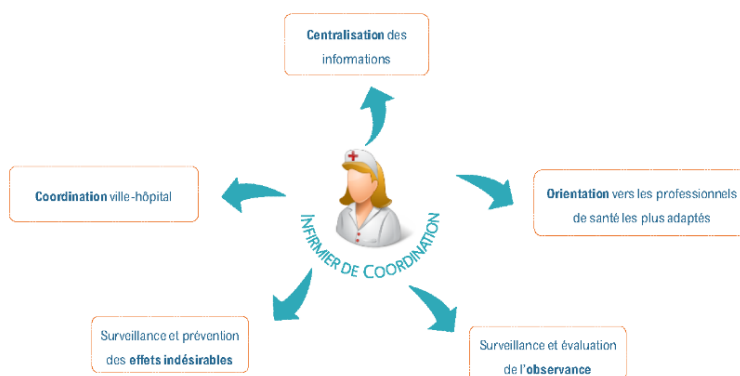 Centralisation des
informations
Coordination ville-hôpital
Orientation vers les professionnels
de santé les plus adaptés
INFIRMIER DE COORDINATION
Surveillance et prévention
des effets indésirables
Surveillance et évaluation
de l'observance